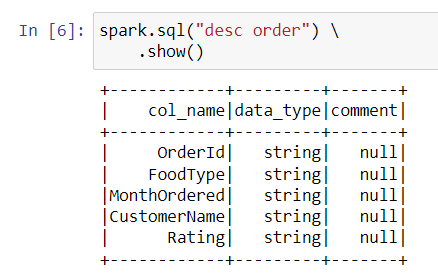 In [6]: spark.sql("desc order") \
    .show()
+------------+---------+-------+
|    col_name|data_type|comment|
+------------+---------+-------+
|     OrderId|   string|   null|
|    FoodType|   string|   null|
|MonthOrdered|   string|   null|
|CustomerName|   string|   null|
|      Rating|   string|   null|
+------------+---------+-------+